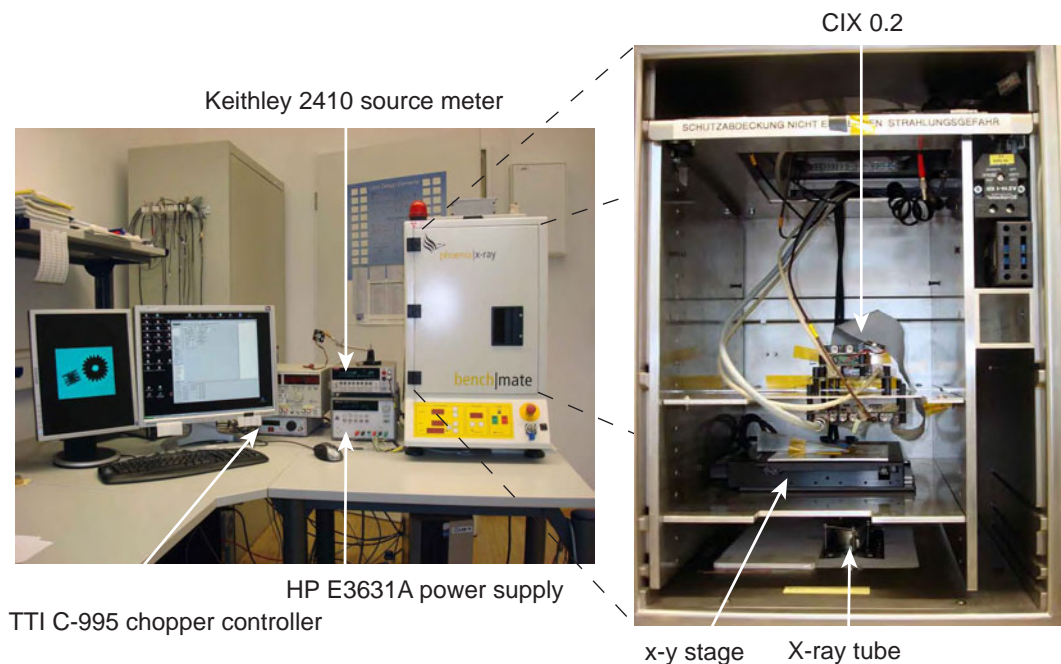 CIX 0.2
Keithley 2410 source meter
SCHUTZABDECKUNG NICHT STRAHLUNGSGEFAHR
phoenix|x-ray
bench|mate
HP E3631A power supply
TTI C-995 chopper controller
x-y stage
X-ray tube